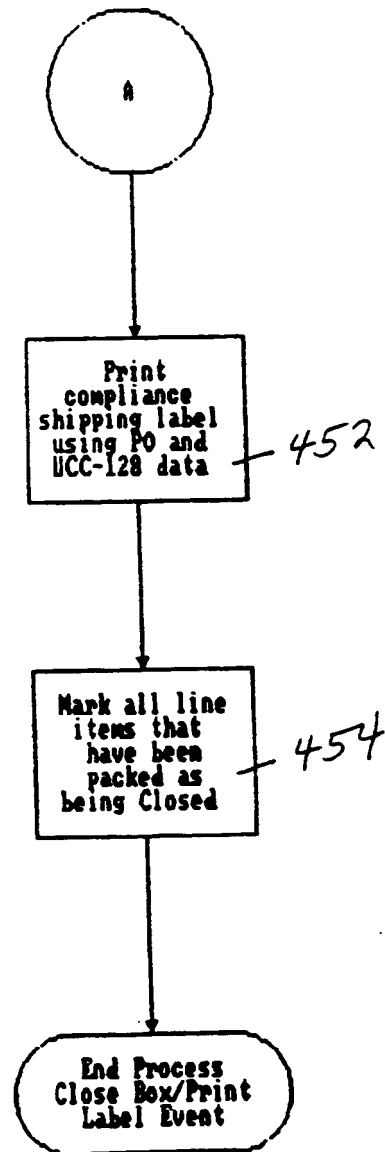 A
Print
compliance
shipping label
using PO and
UCC-128 data
452
Mark all line
items that
have been
packed as
being Closed
454
End Process
Close Box/Print
Label Event